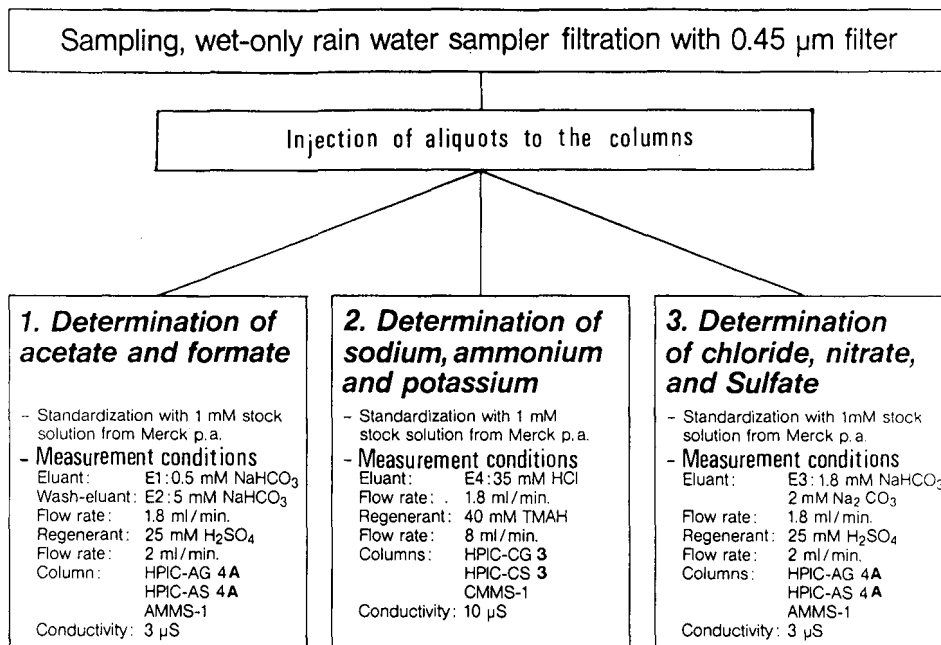 Sampling, wet-only rain water sampler filtration with 0.45 µm filter
Injection of aliquots to the columns
1. Determination of
acetate and formate
- Standardization with 1 mM stock
solution from Merck p.a.
- Measurement conditions
Eluant: E1:0.5 mM NaHCO₃
Wash-eluant: E2:5 mM NaHCO₃
Flow rate: 1.8 ml/min.
Regenerant: 25 mM H₂SO₄
Flow rate: 2 ml/min.
Column: HPIC-AG 4A
HPIC-AS 4A
AMMS-1
Conductivity: 3 µS
2. Determination of
sodium, ammonium
and potassium
- Standardization with 1 mM
stock solution from Merck p.a.
- Measurement conditions
Eluant: E4:35 mM HCl
Flow rate: 1.8 ml/min.
Regenerant: 40 mM TMAH
Flow rate: 8 ml/min.
Columns: HPIC-CG 3
HPIC-CS 3
CMMS-1
Conductivity: 10 µS
3. Determination
of chloride, nitrate,
and Sulfate
- Standardization with 1mM stock
solution from Merck p.a.
- Measurement conditions
Eluant: E3: 1.8 mM NaHCO₃
2 mM Na₂ CO₃
Flow rate: 1.8 ml/min.
Regenerant: 25 mM H₂SO₄
Flow rate: 2 ml/min.
Columns: HPIC-AG 4A
HPIC-AS 4A
AMMS-1
Conductivity: 3 µS